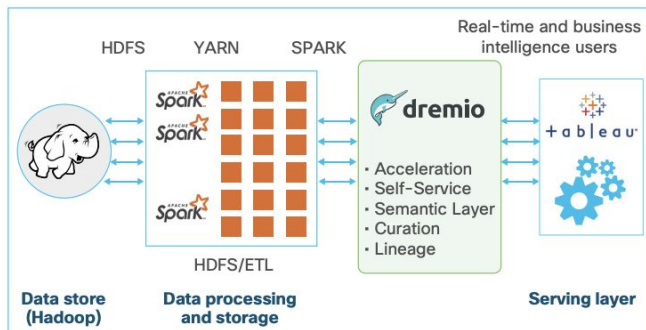 HDFS
YARN
SPARK
Real-time and business
intelligence users
APACHE
Spark
APACHE
Spark
APACHE
Spark
dremio
• Acceleration
• Self-Service
• Semantic Layer
• Curation
• Lineage
+ableau
HDFS/ETL
Data store
(Hadoop)
Data processing
and storage
Serving layer